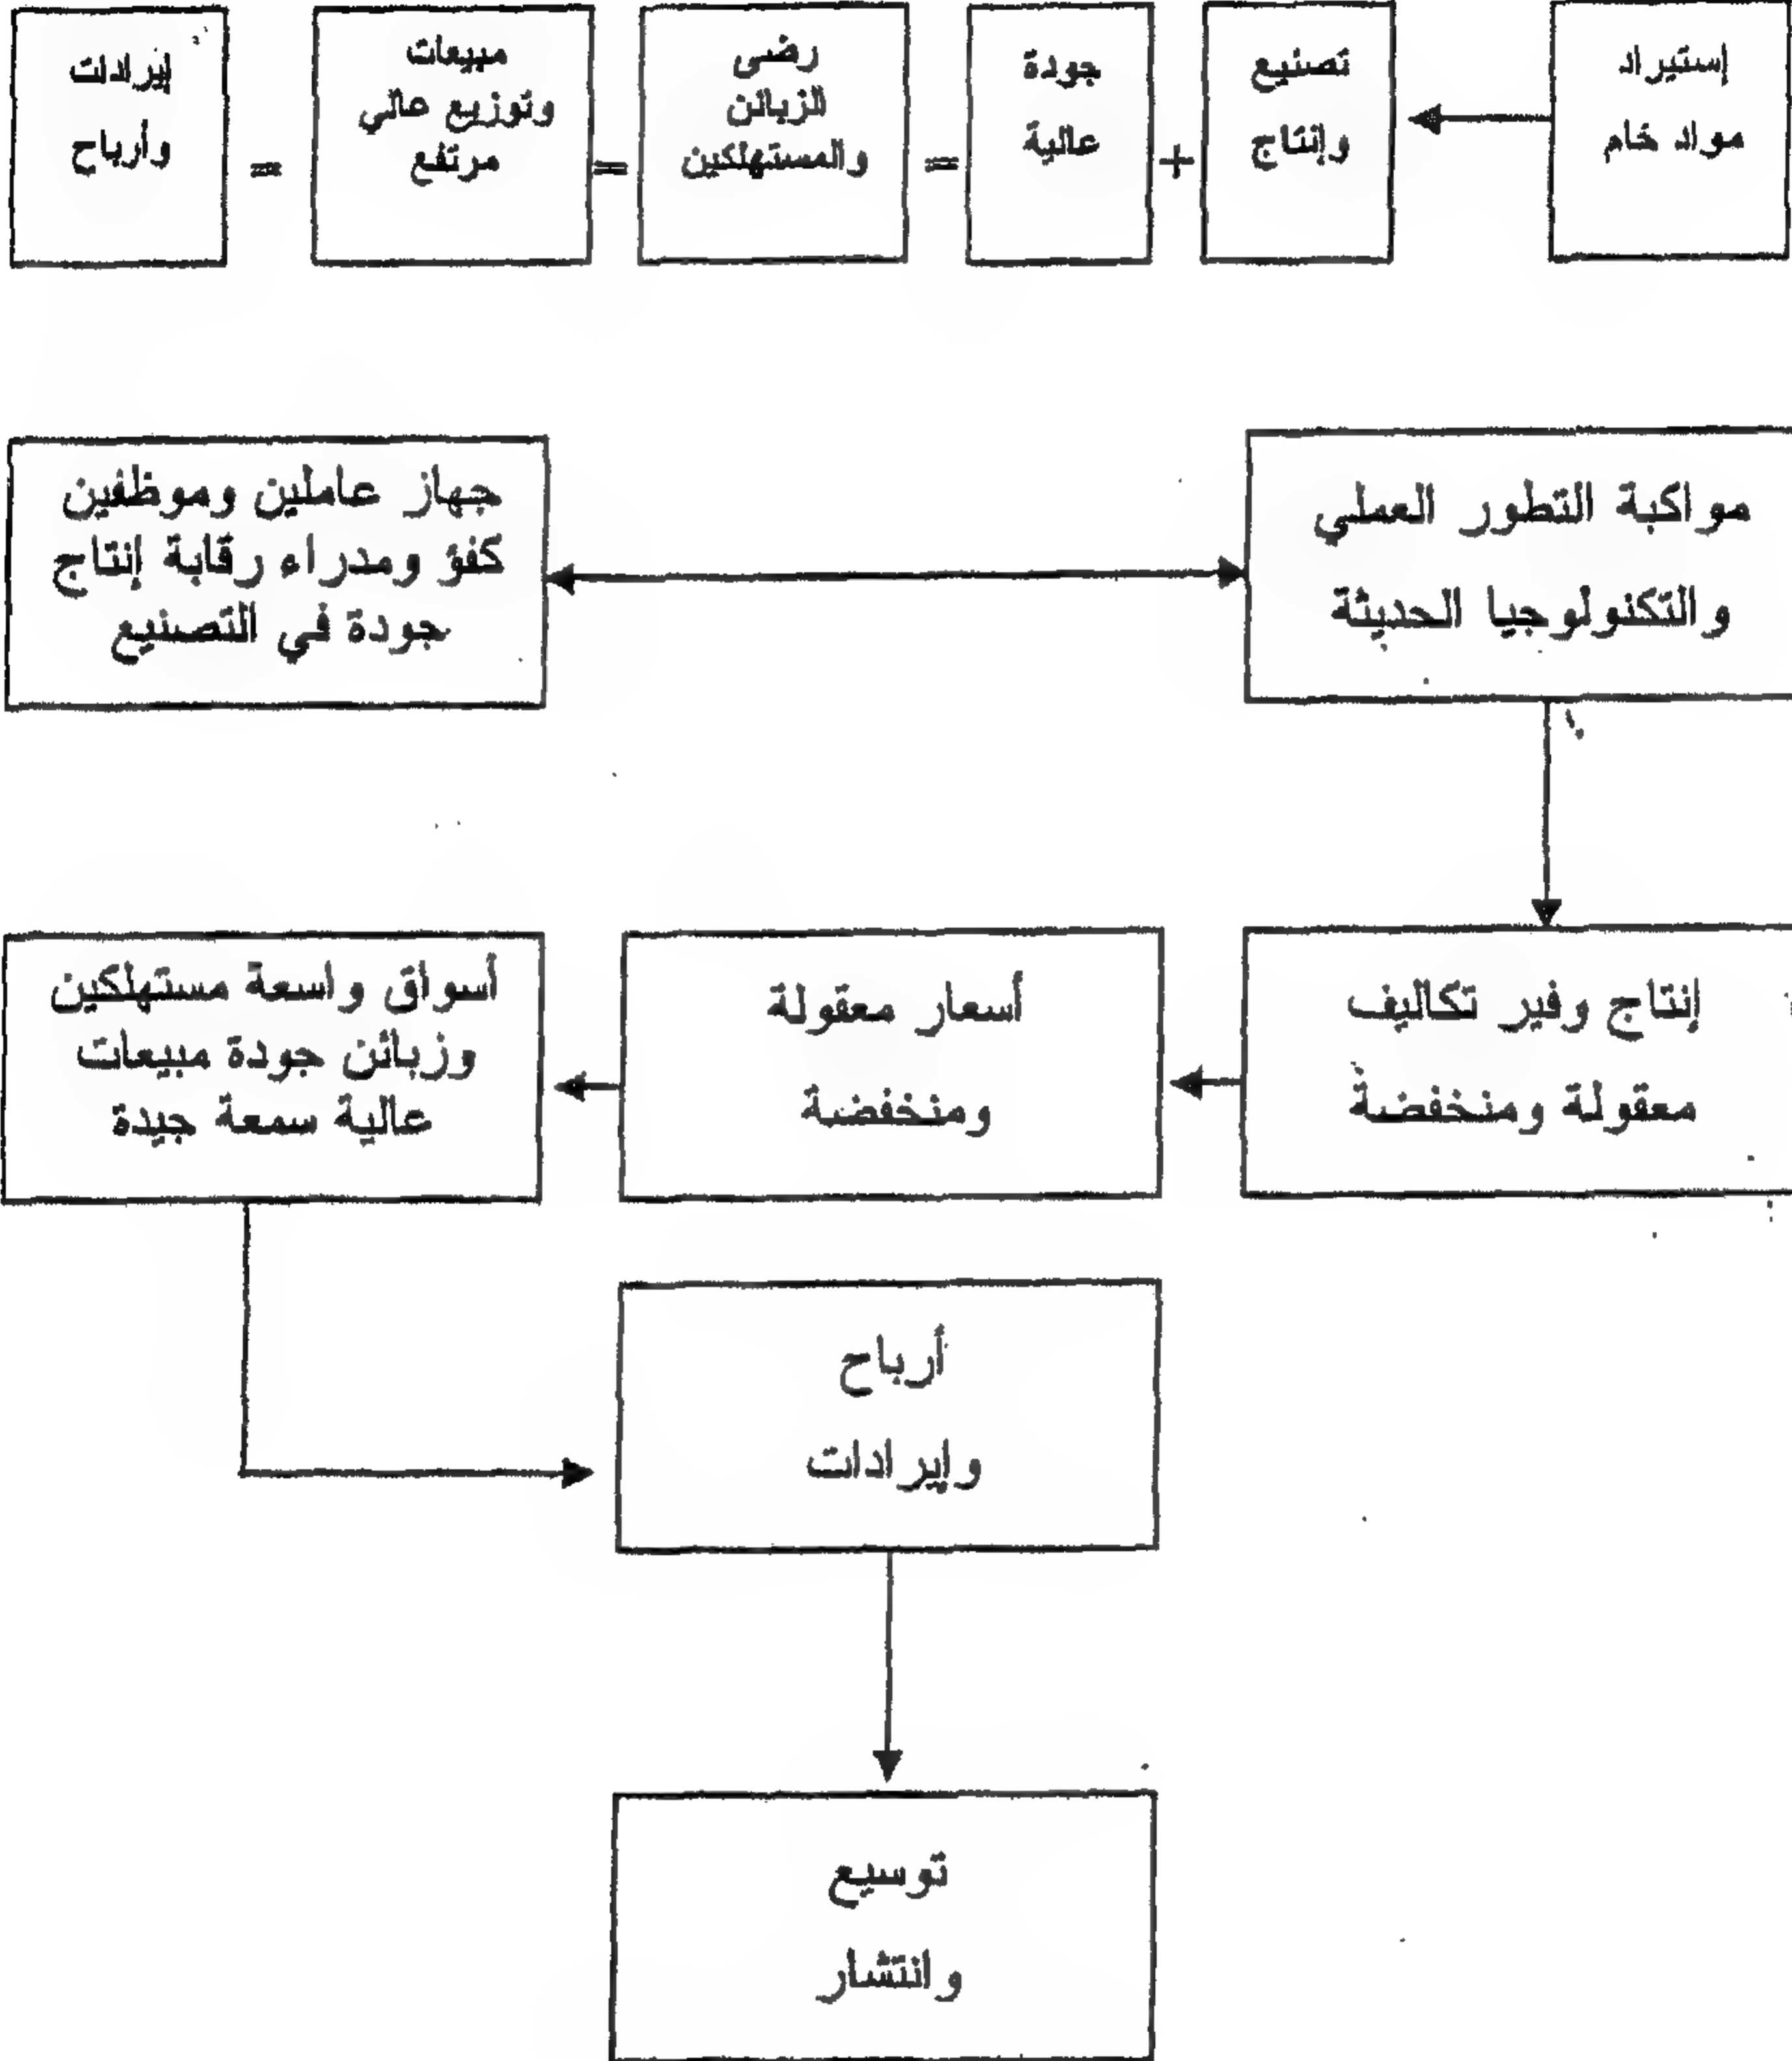 إستيراد
مواد خام
تصنيع
وإنتاج
+
جودة
عالية
=
رضى
الزبائن
والمستهلكين
=
مبيعات
وتوزيع عالي
مرتفع
=
إيرادات
وأرباح
مواكبة التطور العملي
والتكنولوجيا الحديثة
جهاز عاملين وموظفين
كفؤ ومدراء رقابة إنتاج
جودة في التصنيع
إنتاج وفير تكاليف
معقولة ومنخفضة
أسعار معقولة
ومنخفضة
أسواق واسعة مستهلكين
وزبائن جودة مبيعات
عالية سمعة جيدة
أرباح
وإيرادات
توسيع
وانتشار